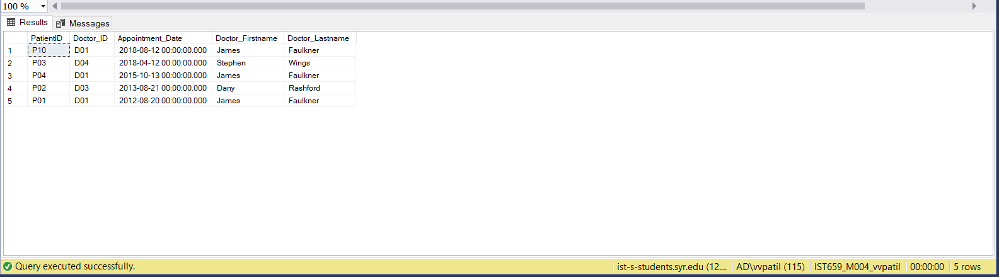 100 %
Results Messages
PatientID Doctor_ID Appointment_Date Doctor_Firstname Doctor_Lastname
1 P10 D01 2018-08-12 00:00:00.000 James Faulkner
2 P03 D04 2018-04-12 00:00:00.000 Stephen Wings
3 P04 D01 2015-10-13 00:00:00.000 James Faulkner
4 P02 D03 2013-08-21 00:00:00.000 Dany Rashford
5 P01 D01 2012-08-20 00:00:00.000 James Faulkner
Query executed successfully. ist-s-students.syr.edu (12.... AD\vvpatil (115) IST659_M004_vvpatil 00:00:00 5 rows